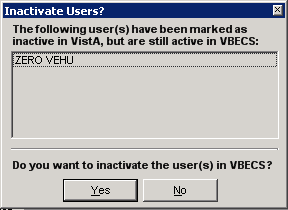 Inactivate Users?
The following user(s) have been marked as
inactive in VistA, but are still active in VBECS:
ZERO VEHU
Do you want to inactivate the user(s) in VBECS?
Yes
No